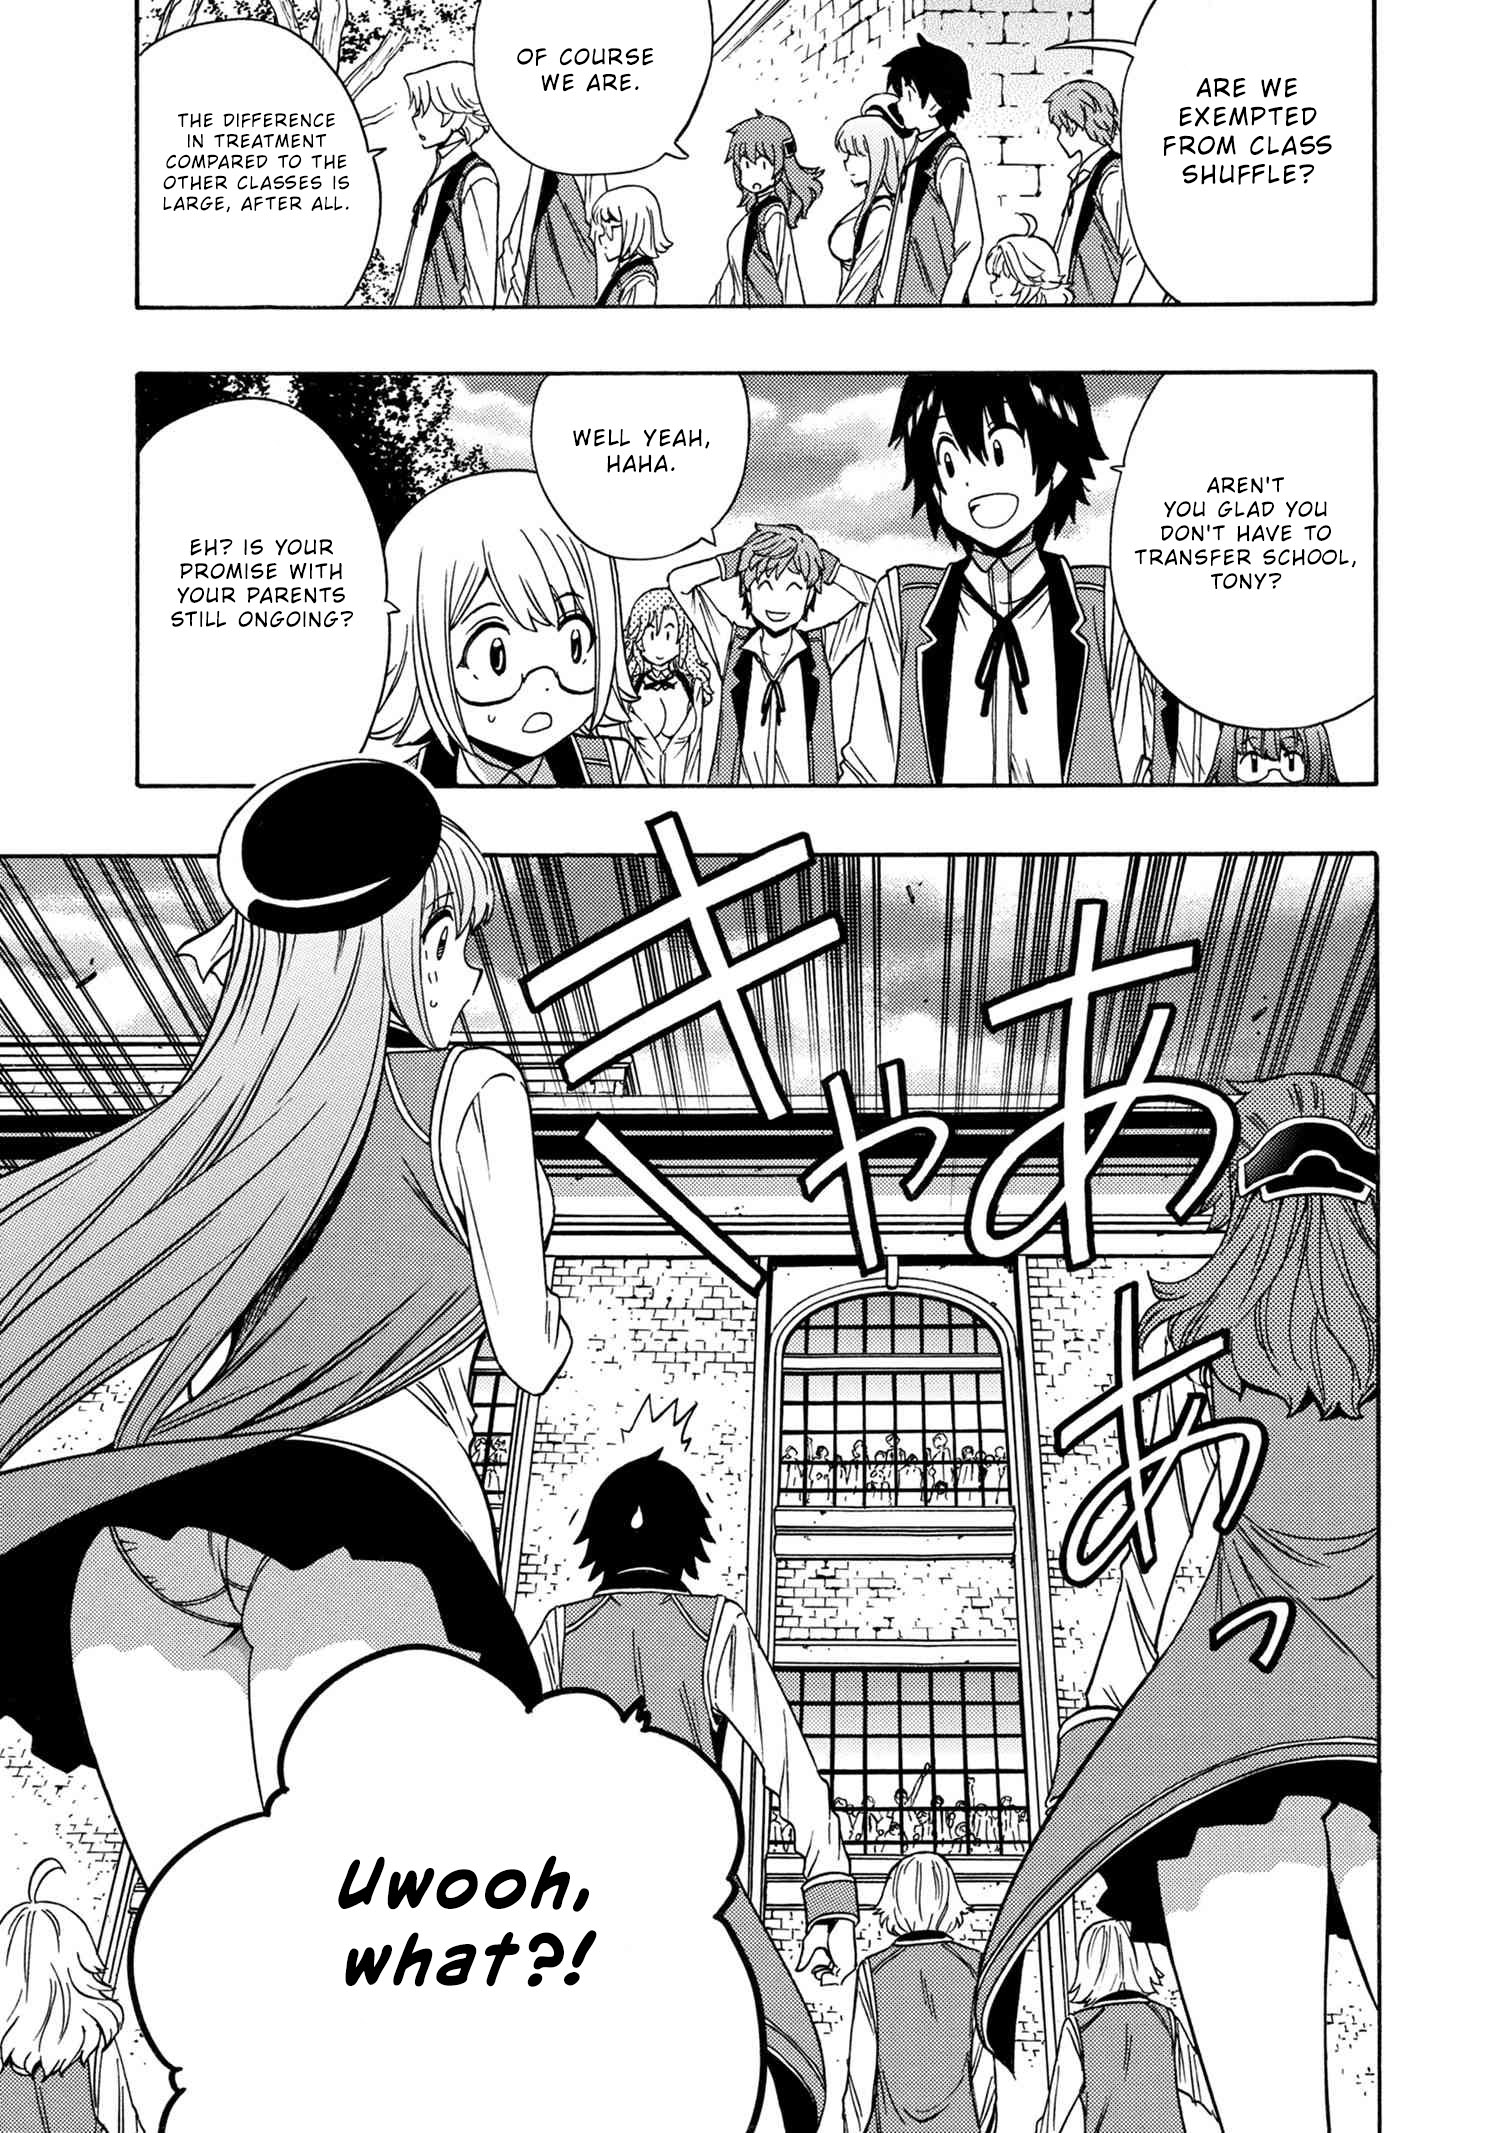 ARE WE
EXEMPTED
FROM CLASS
SHUFFLE?
OF COURSE
WE ARE.
THE DIFFERENCE
IN TREATMENT
COMPARED TO THE
OTHER CLASSES IS
LARGE, AFTER ALL.
AREN'T
YOU GLAD YOU
DON'T HAVE TO
TRANSFER SCHOOL,
TONY?
WELL YEAH,
HAHA.
EH? IS YOUR
PROMISE WITH
YOUR PARENTS
STILL ONGOING?
キャあ
ああっ
Uwooh,
what?!